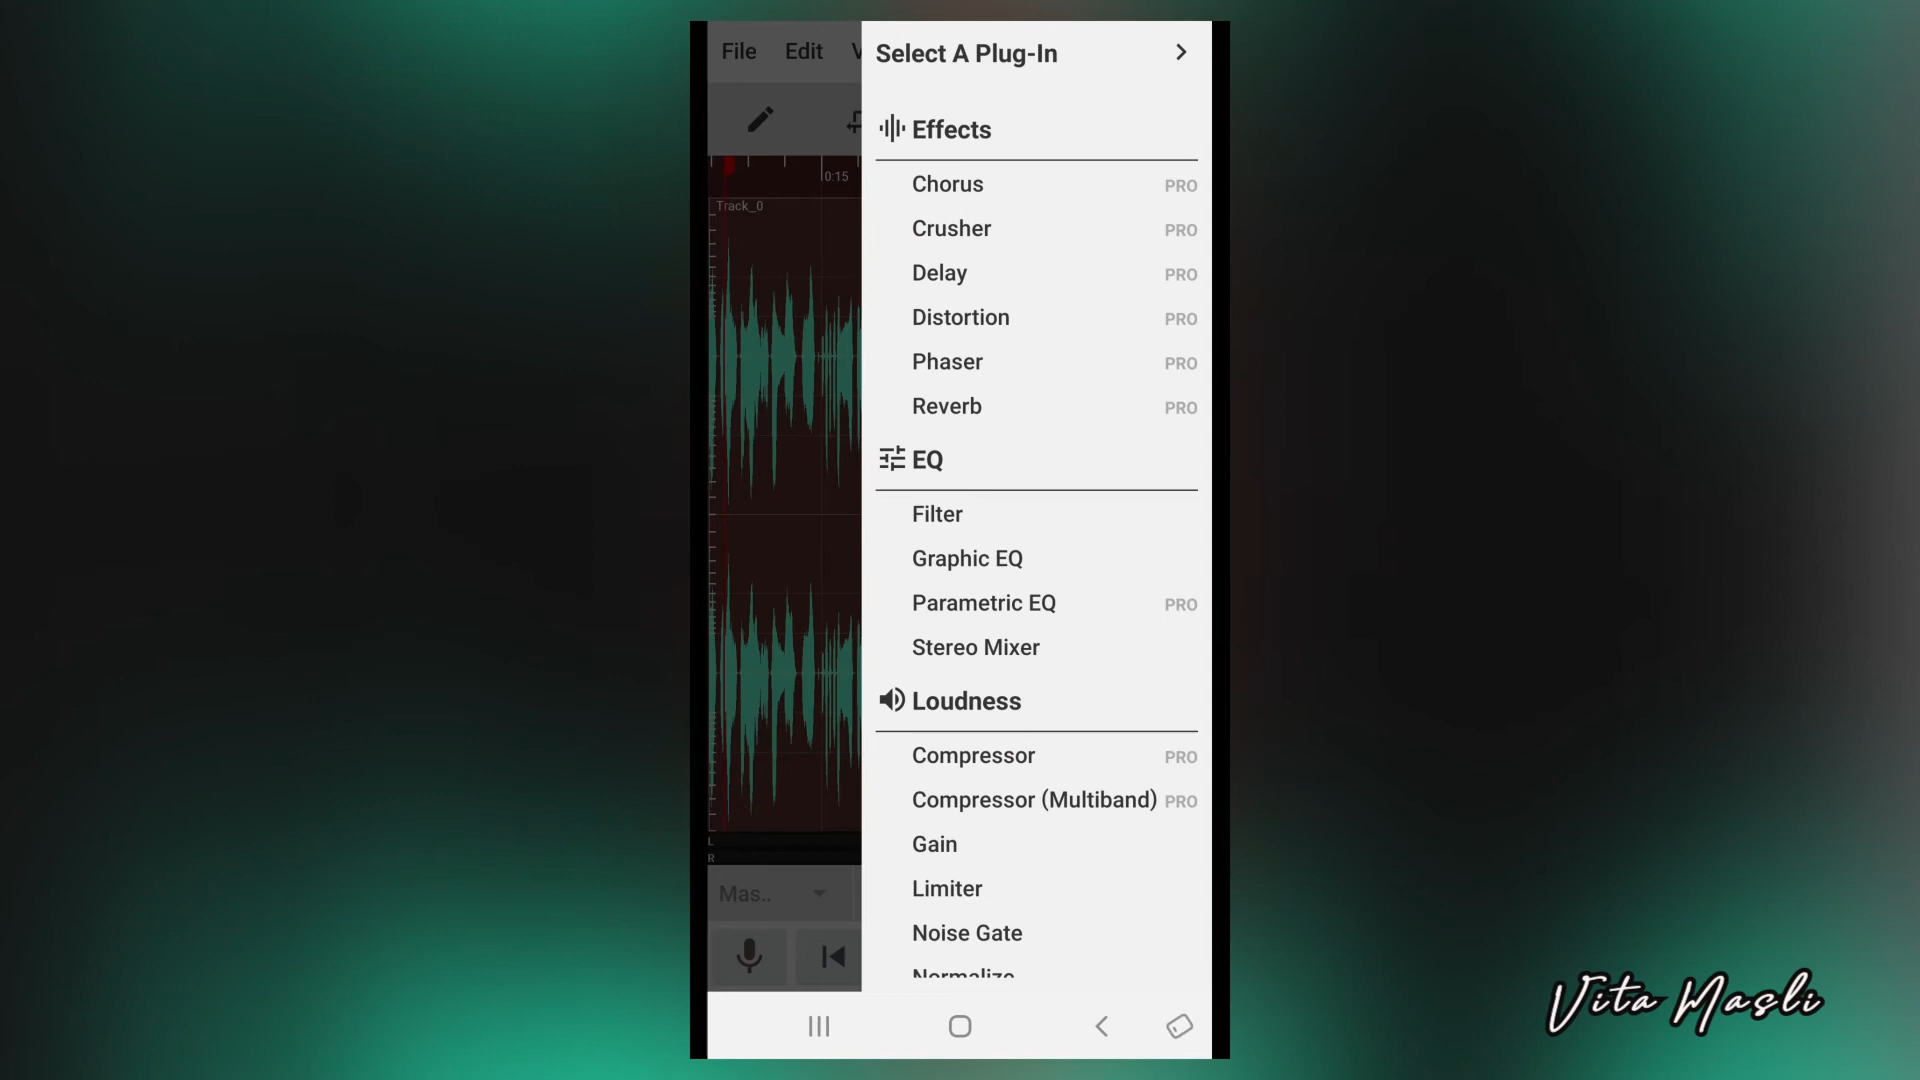 File Edit
Select A Plug-In
Effects
0:15
Chorus PRO
Track_0
Crusher PRO
Delay PRO
Distortion PRO
Phaser PRO
Reverb PRO
EQ
Filter
Graphic EQ
Parametric EQ PRO
Stereo Mixer
Loudness
Compressor PRO
Compressor (Multiband) PRO
Gain
L
R
Limiter
Mas..
Noise Gate
Normalize
Vita Masli